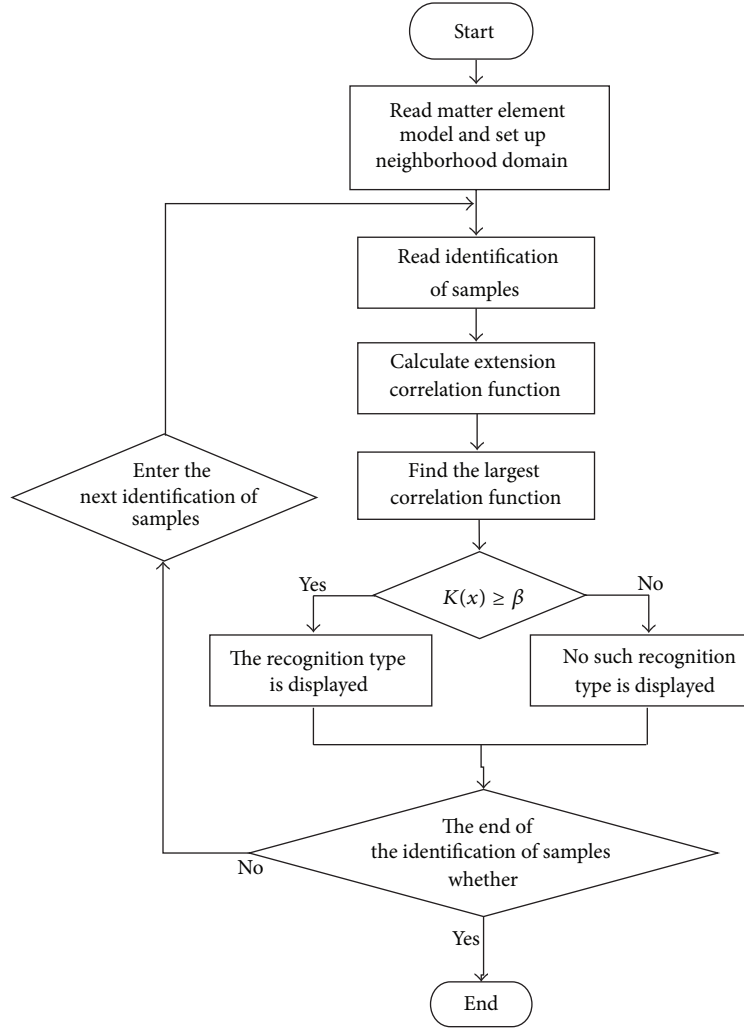 Start
Read matter element
model and set up
neighborhood domain
Read identification
of samples
Calculate extension
correlation function
Enter the
next identification of
samples
Find the largest
correlation function
Yes
K(x) ≥ β
No
The recognition type
is displayed
No such recognition
type is displayed
The end of
the identification of samples
whether
No
Yes
End